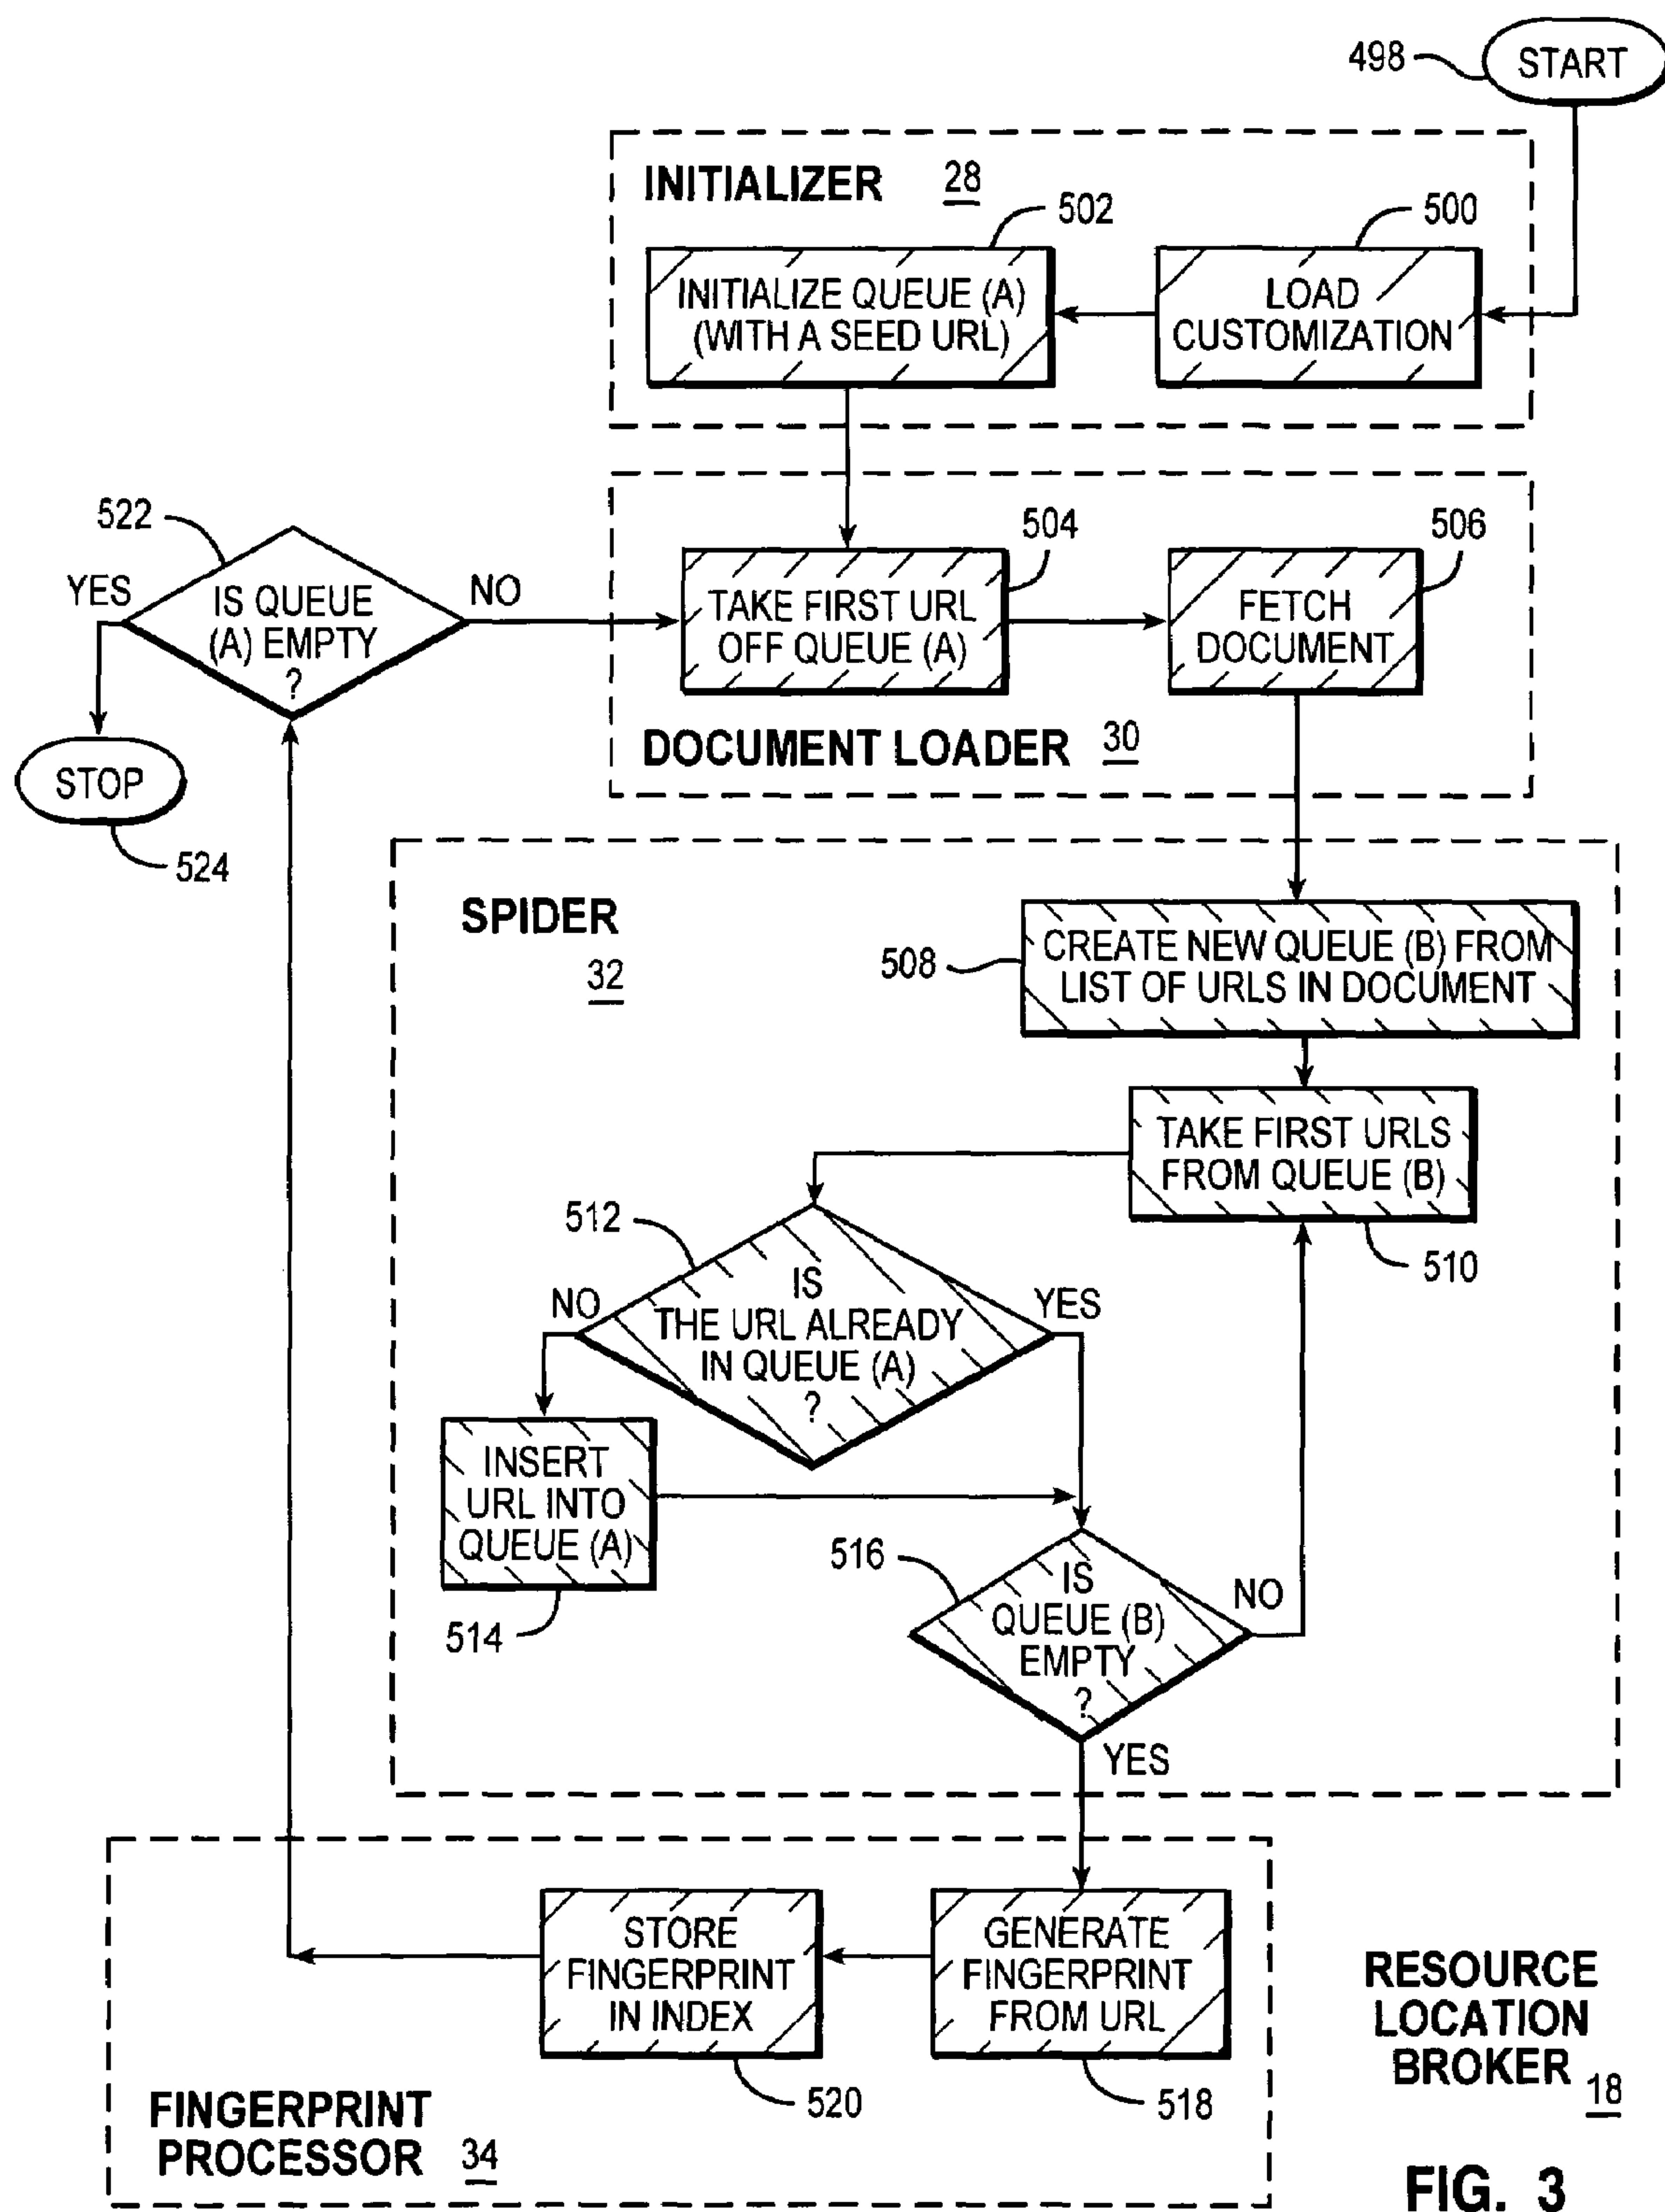 498
START
INITIALIZER 28
502
500
INITIALIZE QUEUE (A)
(WITH A SEED URL)
LOAD
CUSTOMIZATION
522
YES
IS QUEUE
(A) EMPTY
?
NO
504
506
TAKE FIRST URL
OFF QUEUE (A)
FETCH
DOCUMENT
DOCUMENT LOADER 30
STOP
524
SPIDER
32
508
CREATE NEW QUEUE (B) FROM
LIST OF URLS IN DOCUMENT
TAKE FIRST URLS
FROM QUEUE (B)
510
512
NO
IS
THE URL ALREADY
IN QUEUE (A)
?
YES
INSERT
URL INTO
QUEUE (A)
514
516
IS
QUEUE (B)
EMPTY
?
NO
YES
STORE
FINGERPRINT
IN INDEX
520
GENERATE
FINGERPRINT
FROM URL
518
FINGERPRINT
PROCESSOR 34
RESOURCE
LOCATION
BROKER 18
FIG. 3